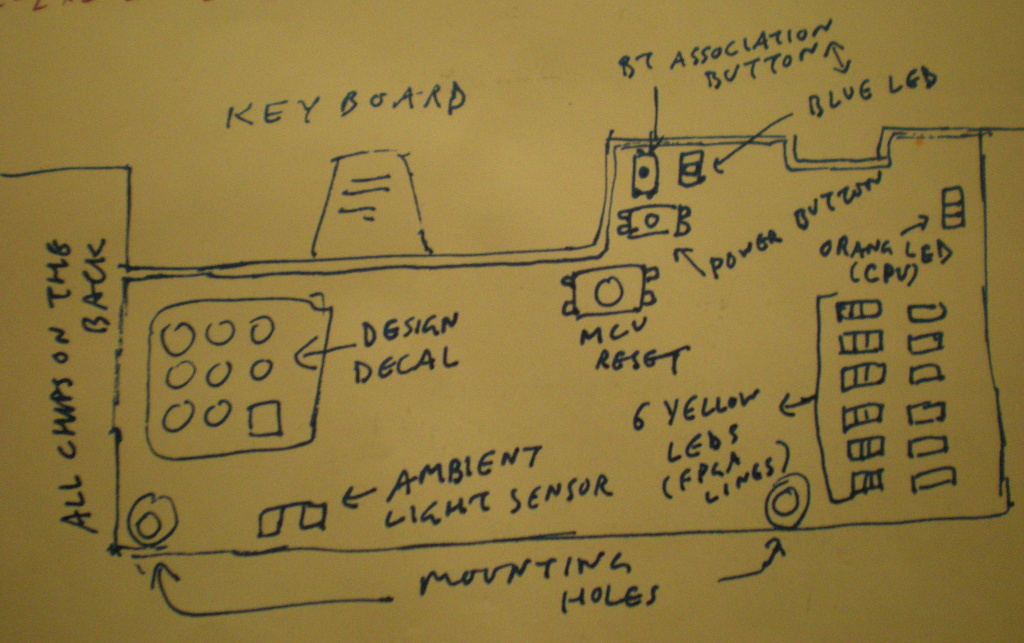 BT ASSOCIATION
BUTTON
BLUE LED
KEYBOARD
POWER BUTTON
ORANG LED
(CPU)
ALL CHIPS ON THE
BACK
DESIGN
DECAL
MCU
RESET
6 YELLOW
LEDS
(FPGA
LINGS)
AMBIENT
LIGHT SENSOR
MOUNTING
HOLES